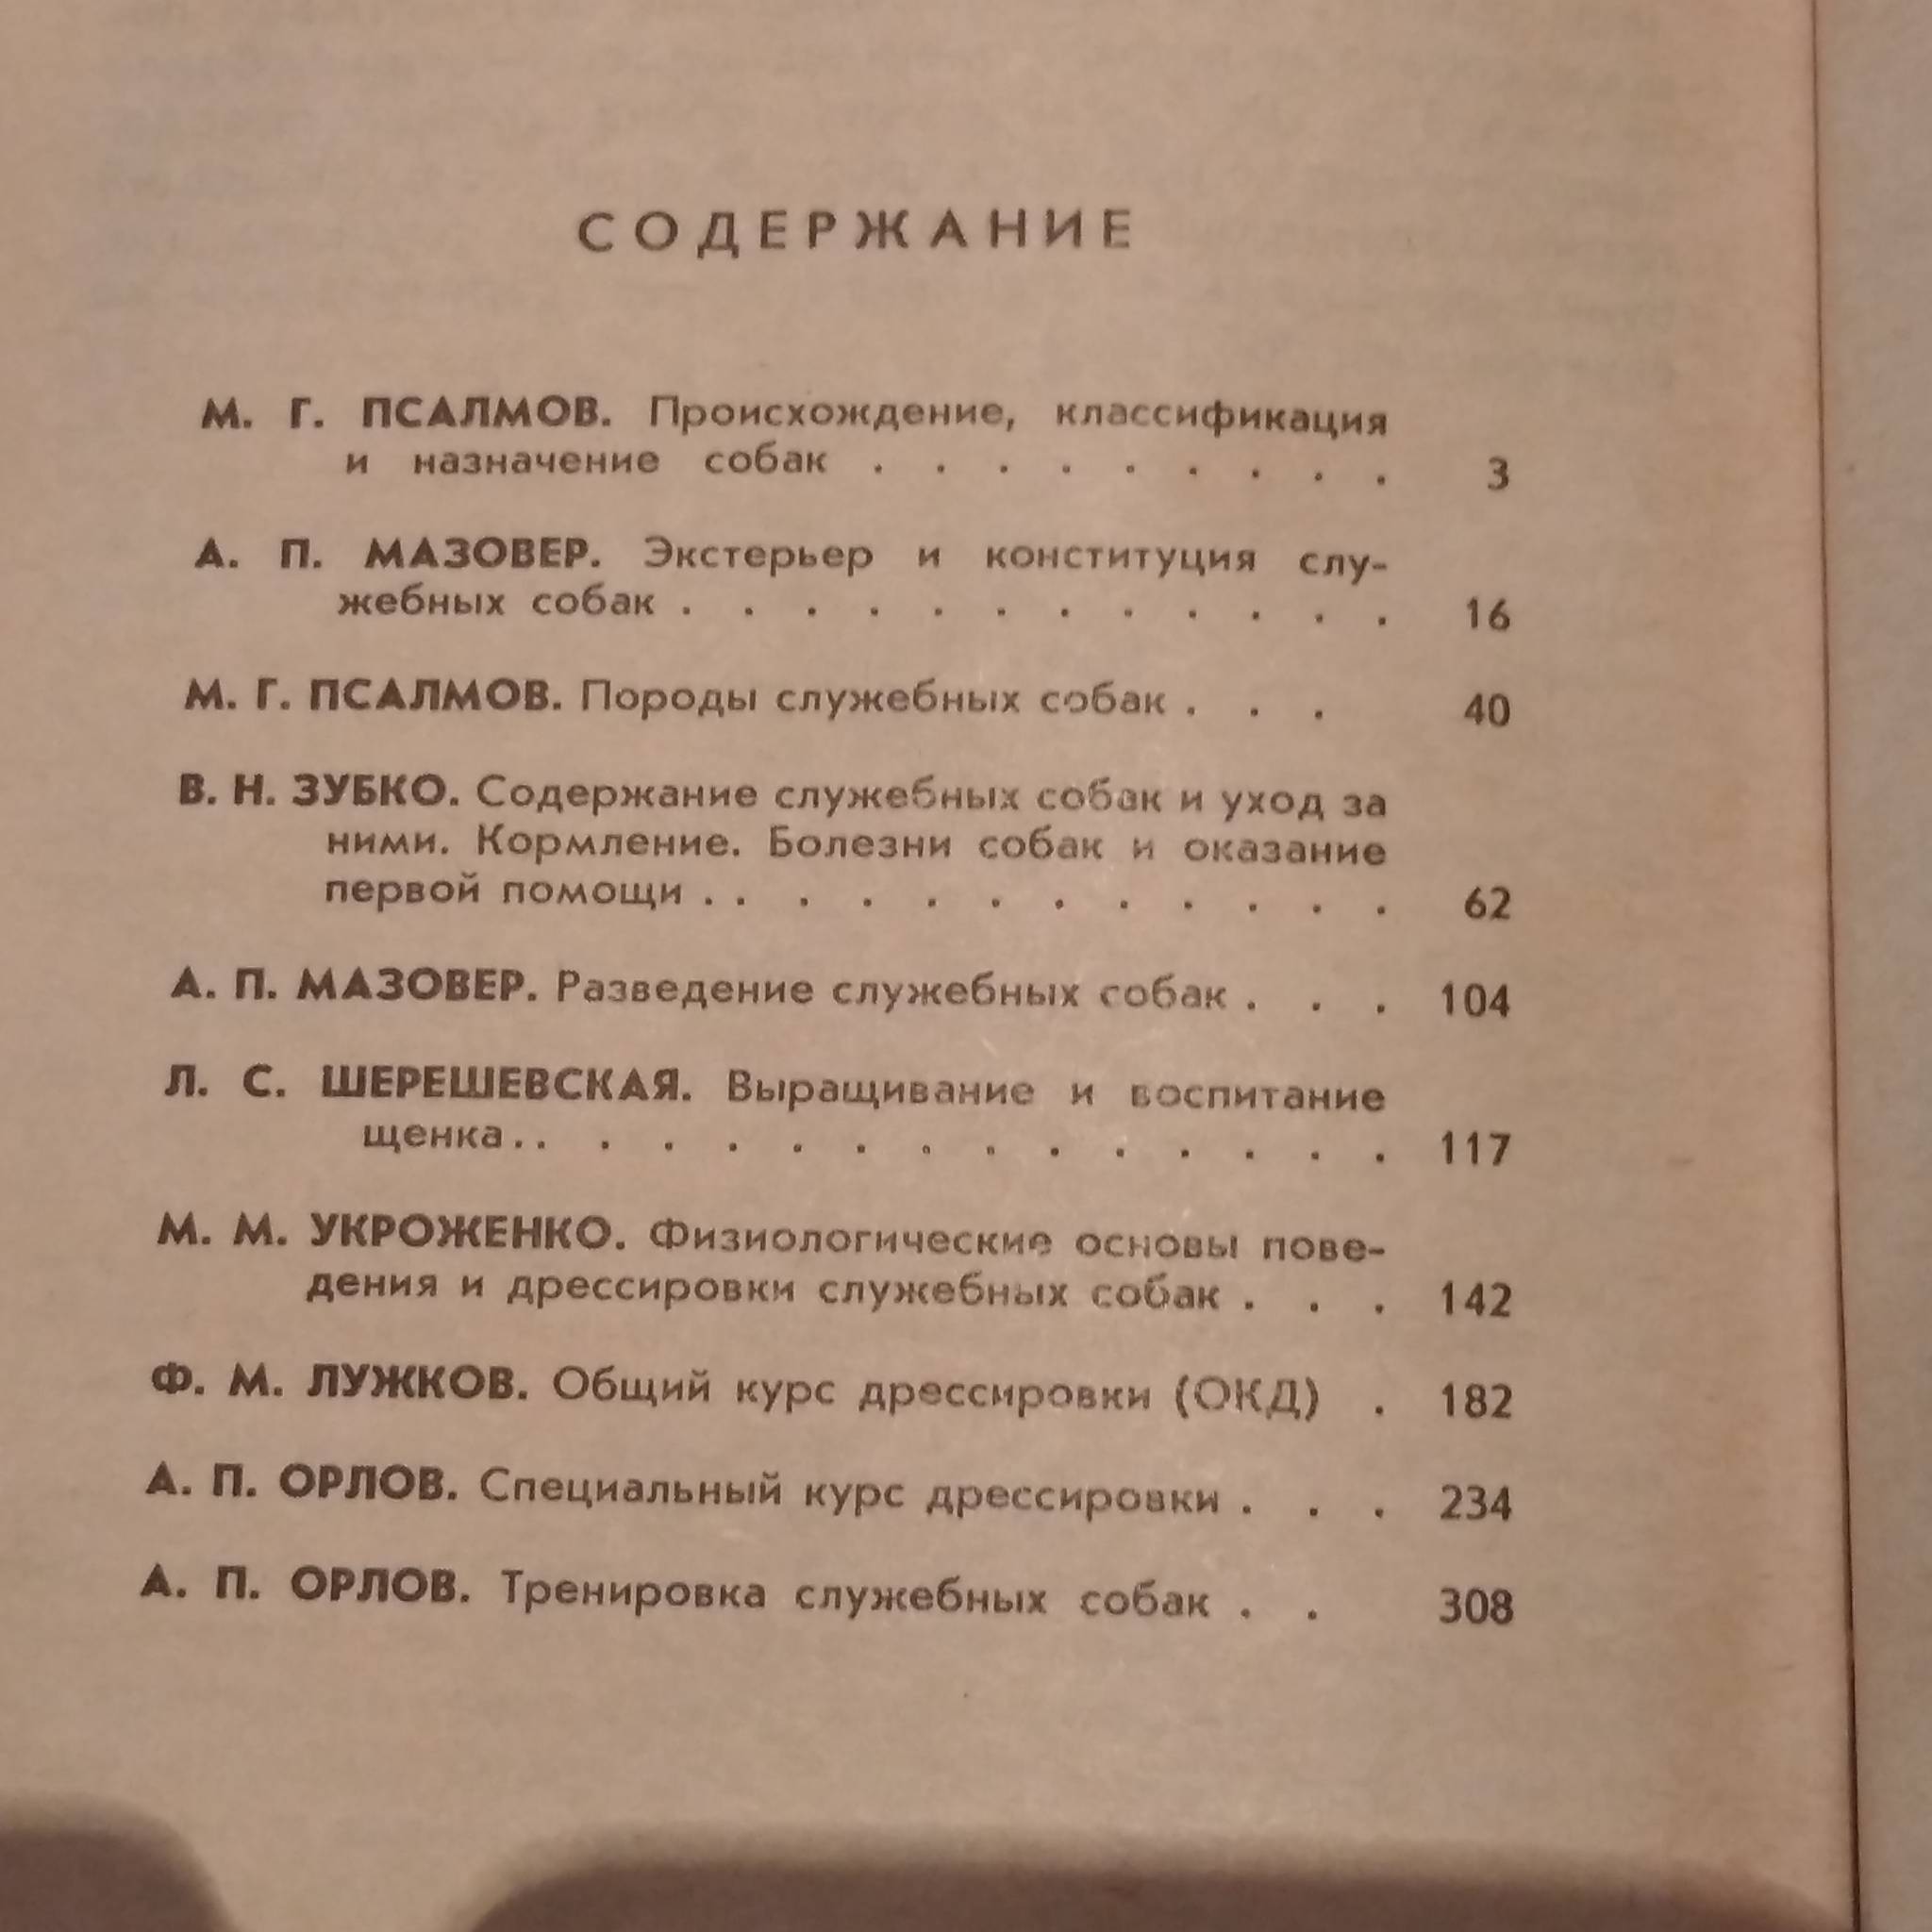 СОДЕРЖАНИЕ
М. Г. ПСАЛМОВ. Происхождение, классификация
и назначение собак . . . . . . . . . 3
А. П. МАЗОВЕР. Экстерьер и конституция слу-
жебных собак . . . . . . . . . . . . 16
М. Г. ПСАЛМОВ. Породы служебных собак . . . 40
В. Н. ЗУБКО. Содержание служебных собак и уход за
ними. Кормление. Болезни собак и оказание
первой помощи . . . . . . . . . . . . 62
А. П. МАЗОВЕР. Разведение служебных собак . . . 104
Л. С. ШЕРЕШЕВСКАЯ. Выращивание и воспитание
щенка . . . . . . . . . . . . . . . 117
М. М. УКРОЖЕНКО. Физиологические основы пове-
дения и дрессировки служебных собак . . . 142
Ф. М. ЛУЖКОВ. Общий курс дрессировки (ОКД) . 182
А. П. ОРЛОВ. Специальный курс дрессировки . . . 234
А. П. ОРЛОВ. Тренировка служебных собак . . 308